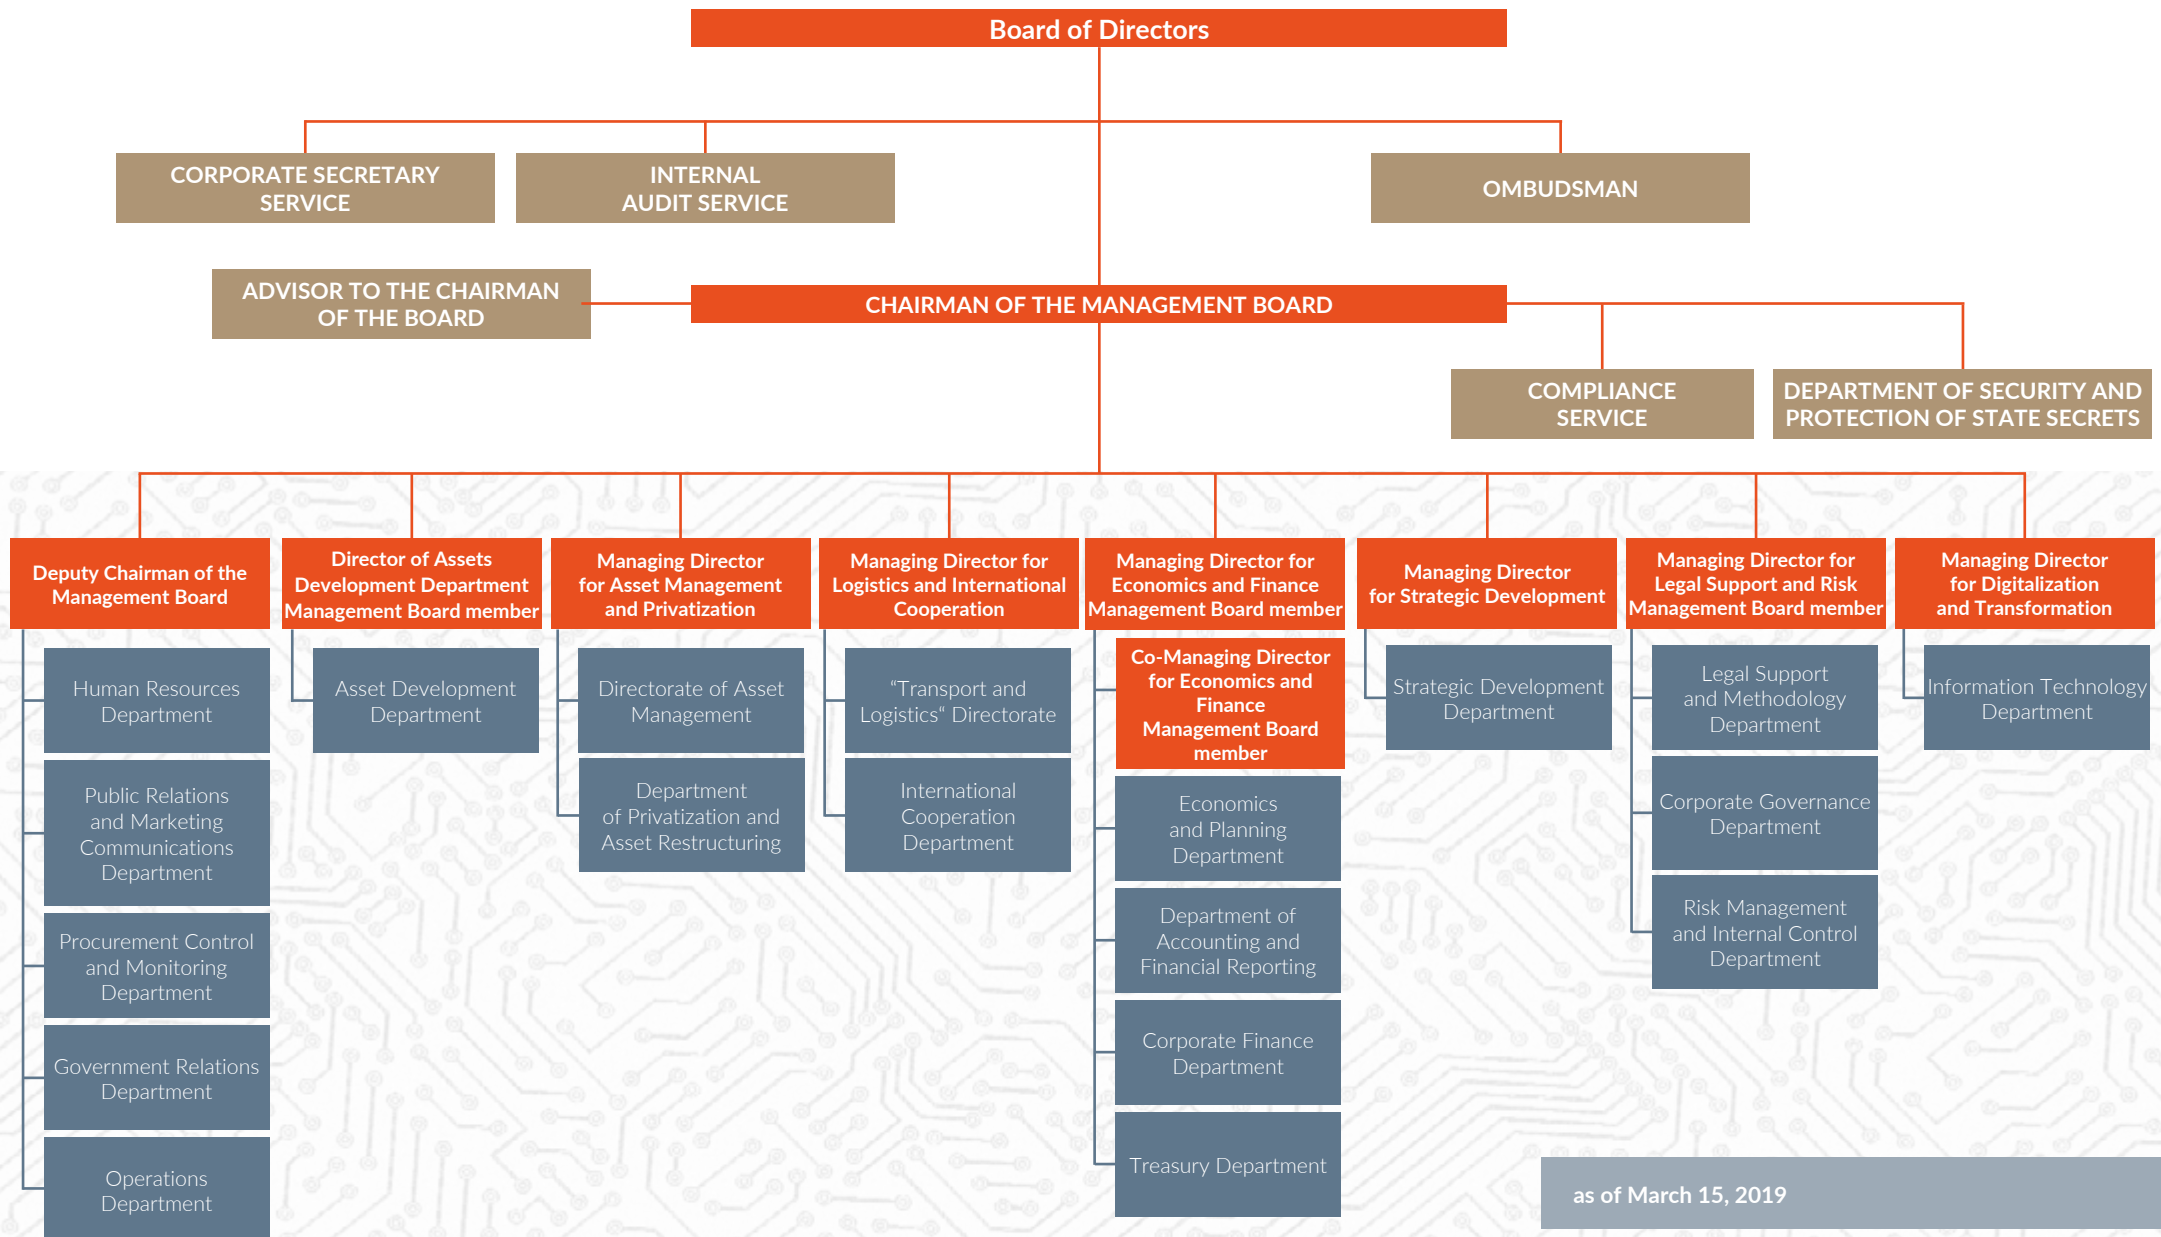 Board of Directors
CORPORATE SECRETARY
SERVICE
INTERNAL
AUDIT SERVICE
OMBUDSMAN
ADVISOR TO THE CHAIRMAN
OF THE BOARD
CHAIRMAN OF THE MANAGEMENT BOARD
COMPLIANCE
SERVICE
DEPARTMENT OF SECURITY AND
PROTECTION OF STATE SECRETS
Deputy Chairman of the
Management Board
Human Resources
Department
Public Relations
and Marketing
Communications
Department
Procurement Control
and Monitoring
Department
Government Relations
Department
Operations
Department
Director of Assets
Development Department
Management Board member
Asset Development
Department
Managing Director
for Asset Management
and Privatization
Directorate of Asset
Management
Department
of Privatization and
Asset Restructuring
Managing Director for
Logistics and International
Cooperation
“Transport and
Logistics“ Directorate
International
Cooperation
Department
Managing Director for
Economics and Finance
Management Board member
Co-Managing Director
for Economics and
Finance
Management Board
member
Economics
and Planning
Department
Department of
Accounting and
Financial Reporting
Corporate Finance
Department
Treasury Department
Managing Director
for Strategic Development
Strategic Development
Department
Managing Director for
Legal Support and Risk
Management Board member
Legal Support
and Methodology
Department
Corporate Governance
Department
Risk Management
and Internal Control
Department
Managing Director
for Digitalization
and Transformation
Information Technology
Department
as of March 15, 2019